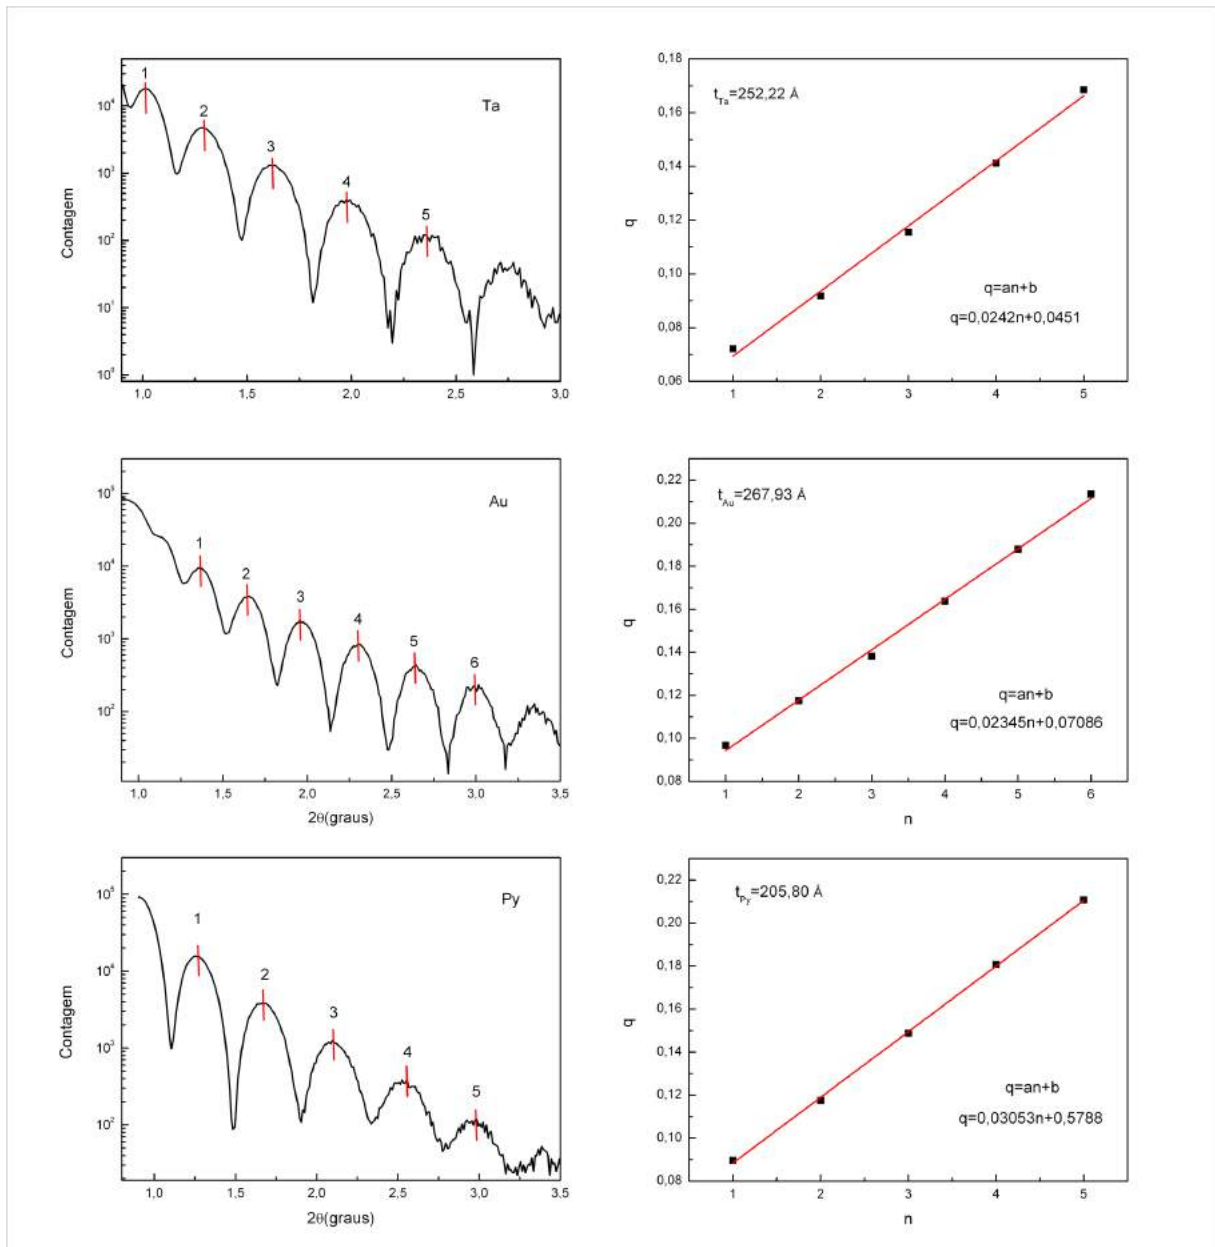 Ta
1
2
3
4
5
10⁴
10³
10²
10¹
10⁰
Contagem
1,0 1,5 2,0 2,5 3,0
0,18
0,16
0,14
0,12
0,10
0,08
0,06
q
t_Ta=252,22 Å
q=an+b
q=0,0242n+0,0451
1 2 3 4 5
Au
1
2
3
4
5
6
10⁵
10⁴
10³
10²
Contagem
1,0 1,5 2,0 2,5 3,0 3,5
2θ(graus)
0,22
0,20
0,18
0,16
0,14
0,12
0,10
0,08
q
t_Au=267,93 Å
q=an+b
q=0,02345n+0,07086
1 2 3 4 5 6
n
Py
1
2
3
4
5
10⁵
10⁴
10³
10²
Contagem
1,0 1,5 2,0 2,5 3,0 3,5
2θ(graus)
0,22
0,20
0,18
0,16
0,14
0,12
0,10
0,08
q
t_Py=205,80 Å
q=an+b
q=0,03053n+0,5788
1 2 3 4 5
n